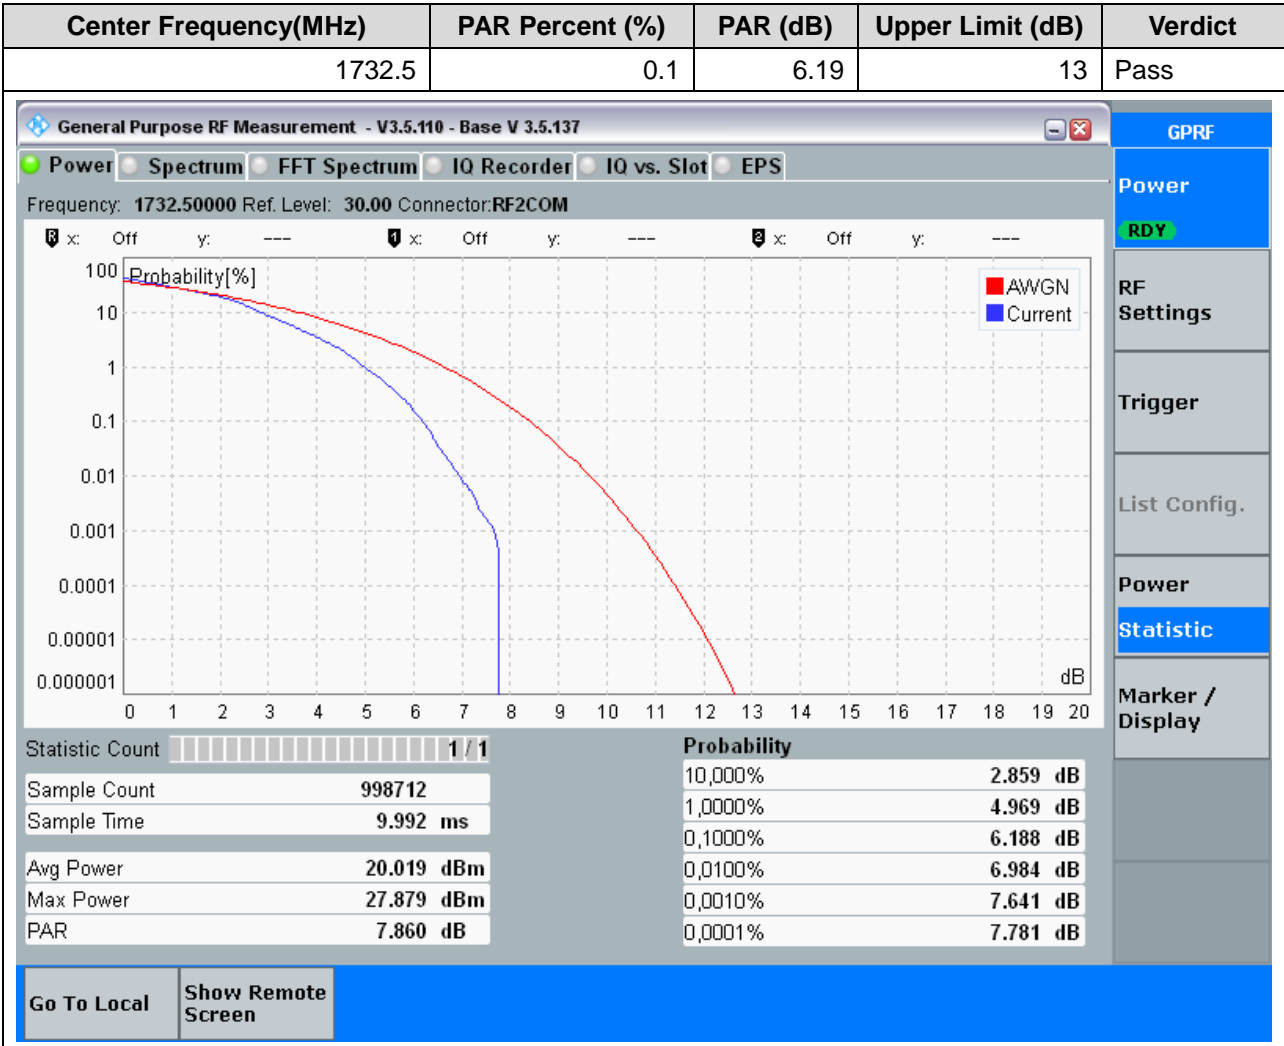 Center Frequency(MHz) PAR Percent (%) PAR (dB) Upper Limit (dB) Verdict
1732.5 0.1 6.19 13 Pass
General Purpose RF Measurement - V3.5.110 - Base V 3.5.137
GPRF
Power Spectrum FFT Spectrum IQ Recorder IQ vs. Slot EPS
Frequency: 1732.50000 Ref. Level: 30.00 Connector:RF2COM
R x: Off y: --- 1 x: Off y: --- 2 x: Off y: ---
Probability[%]
AWGN
Current
100
10
1
0.1
0.01
0.001
0.0001
0.00001
0.000001
dB
0 1 2 3 4 5 6 7 8 9 10 11 12 13 14 15 16 17 18 19 20
Statistic Count 1 / 1
Sample Count 998712
Sample Time 9.992 ms
Avg Power 20.019 dBm
Max Power 27.879 dBm
PAR 7.860 dB
Probability
10,000% 2.859 dB
1,0000% 4.969 dB
0,1000% 6.188 dB
0,0100% 6.984 dB
0,0010% 7.641 dB
0,0001% 7.781 dB
Power
RDY
RF
Settings
Trigger
List Config.
Power
Statistic
Marker /
Display
Go To Local
Show Remote
Screen